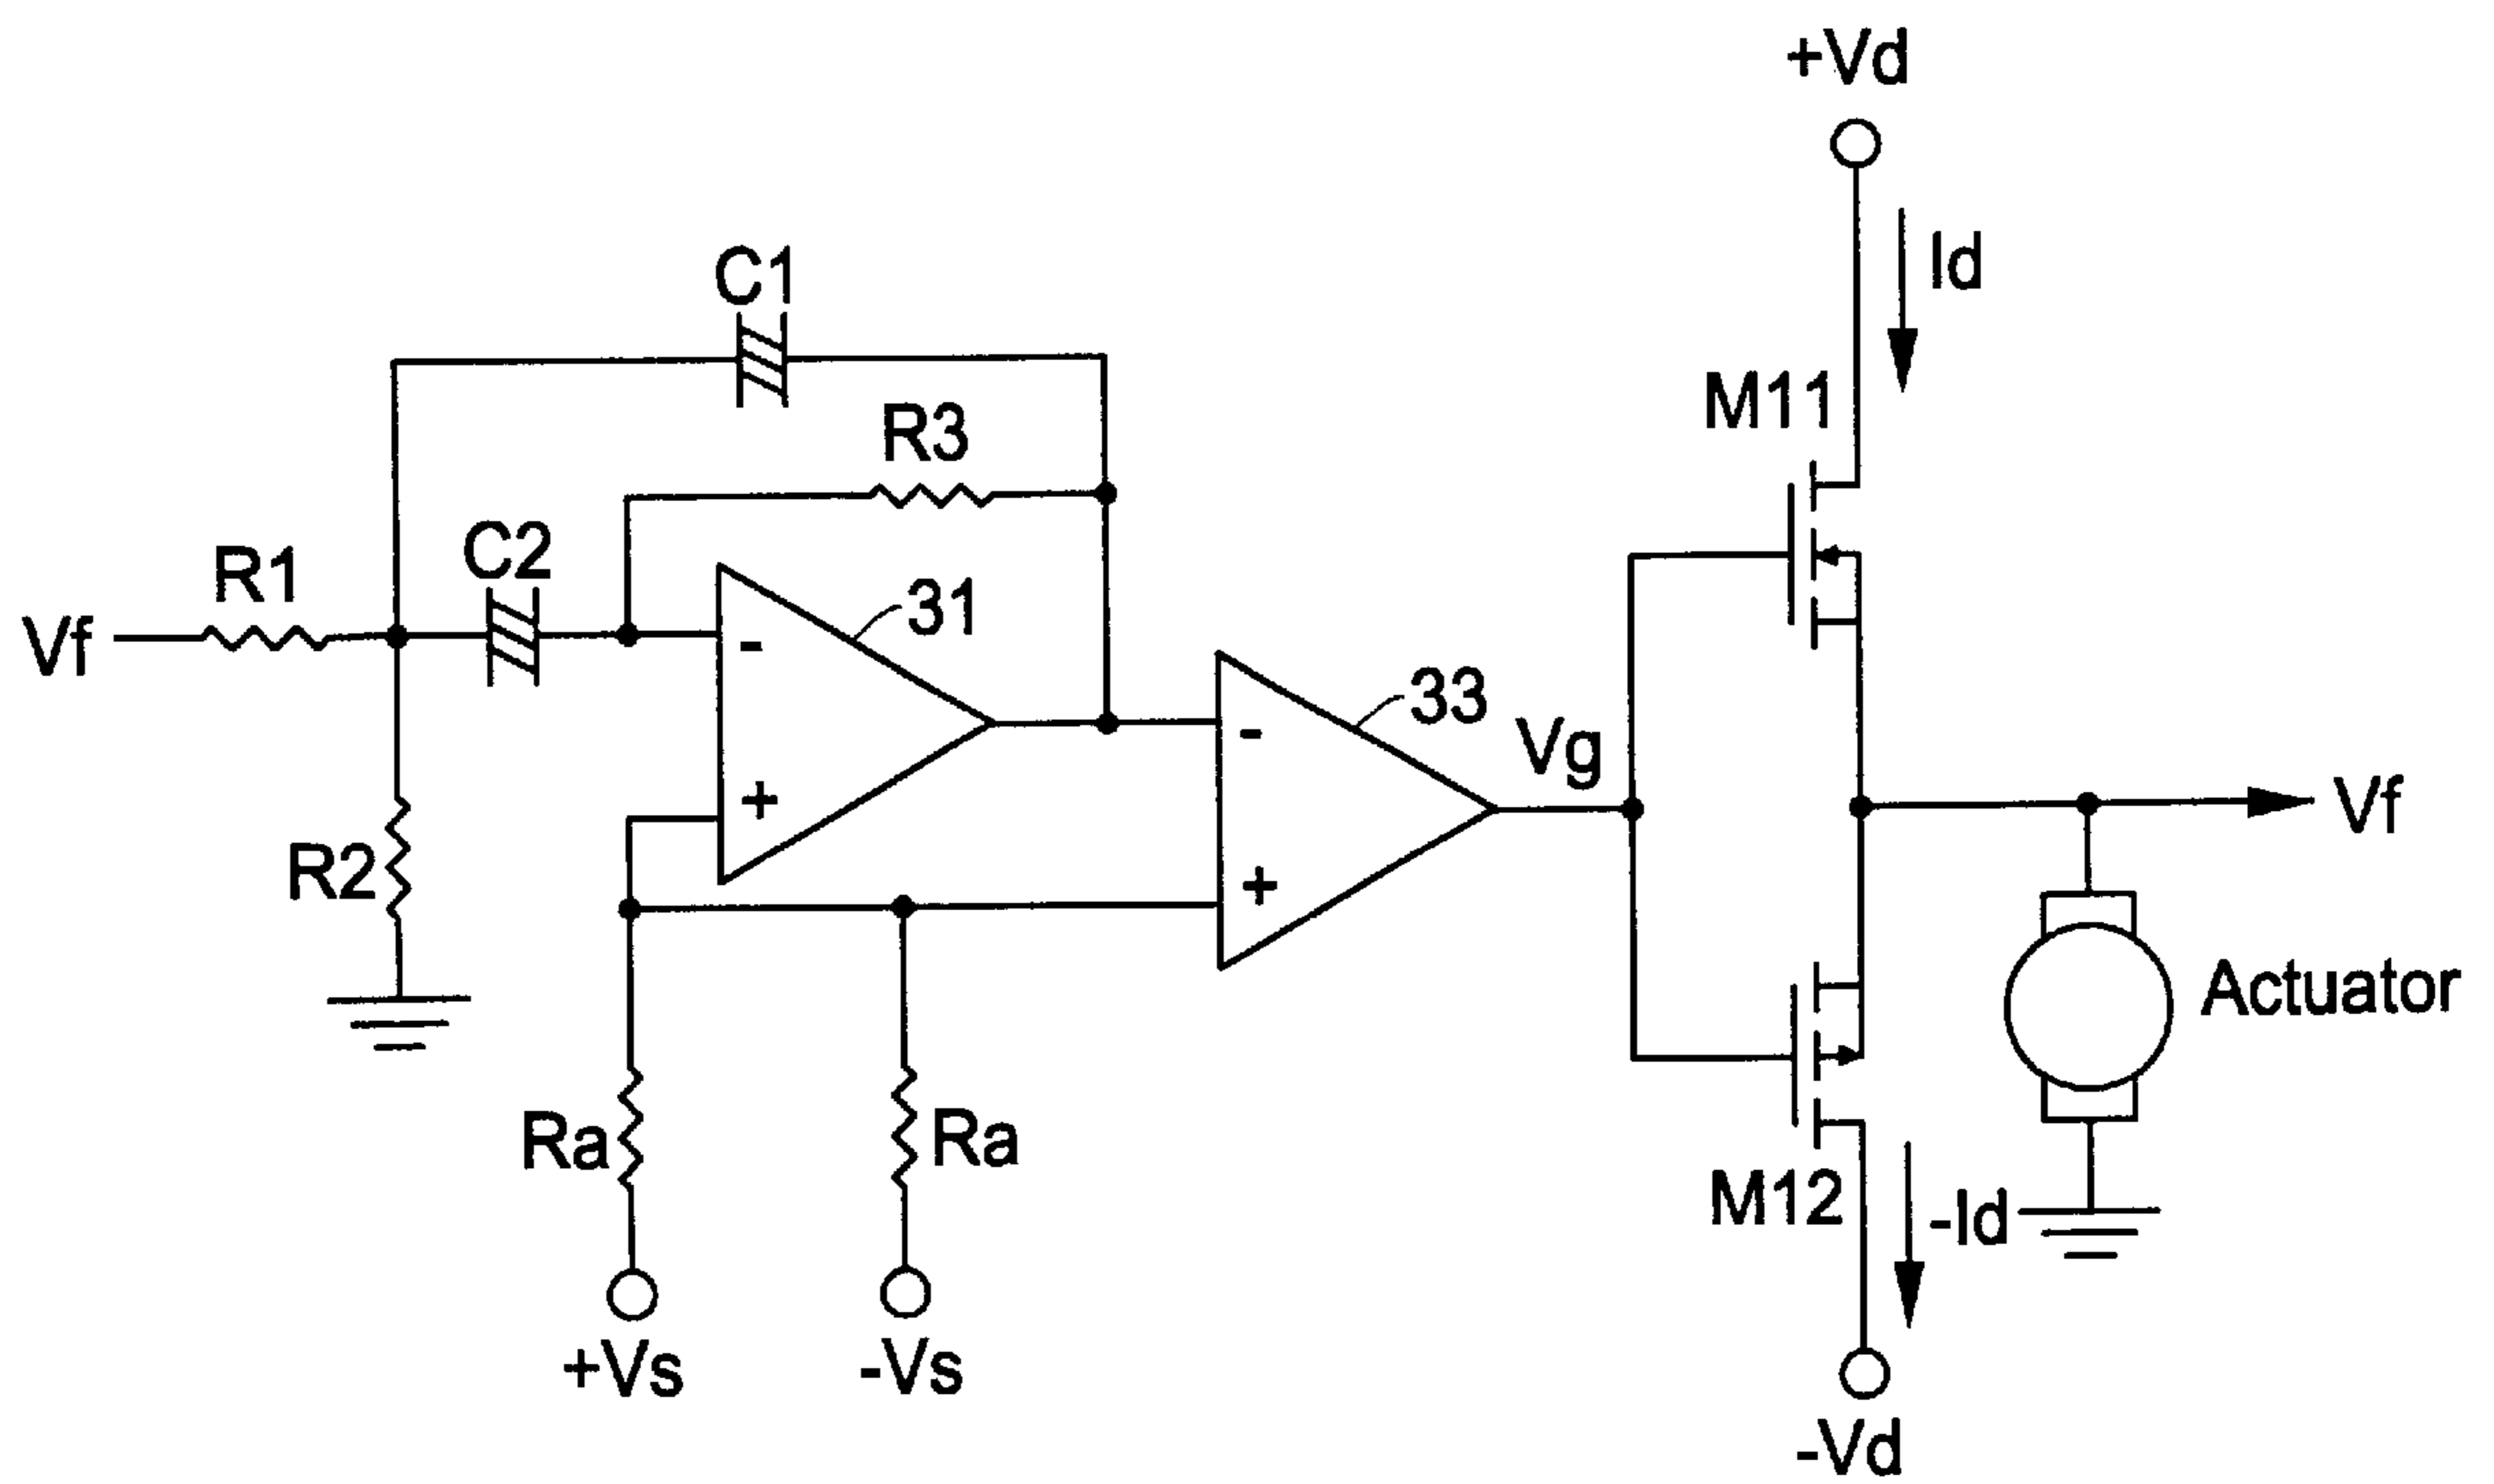 +Vd
Id
C1
M11
R3
C2
R1
31
Vf
-
33
Vg
-
+
Vf
R2
+
Actuator
Ra
Ra
M12
-Id
+Vs
-Vs
-Vd